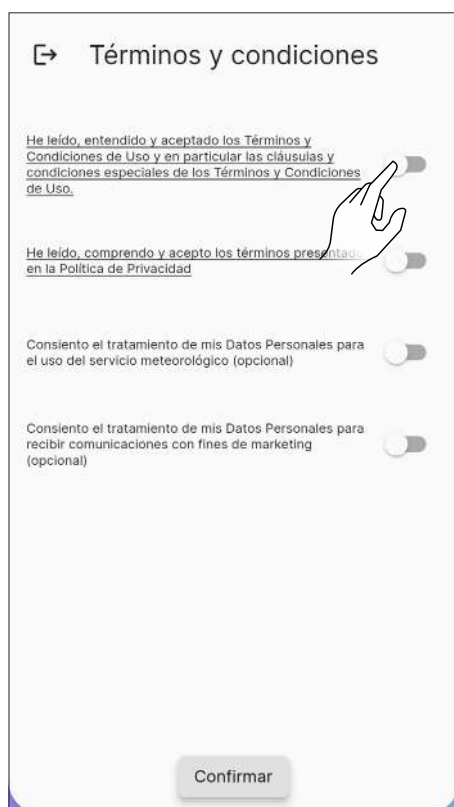 Términos y condiciones
He leído, entendido y aceptado los Términos y
Condiciones de Uso y en particular las cláusulas y
condiciones especiales de los Términos y Condiciones
de Uso.
He leído, comprendo y acepto los términos presentado
en la Política de Privacidad
Consiento el tratamiento de mis Datos Personales para
el uso del servicio meteorológico (opcional)
Consiento el tratamiento de mis Datos Personales para
recibir comunicaciones con fines de marketing
(opcional)
Confirmar